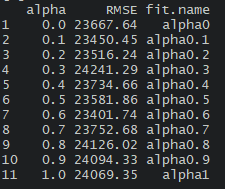 alpha RMSE fit.name
1 0.0 23667.64 alpha0
2 0.1 23450.45 alpha0.1
3 0.2 23516.24 alpha0.2
4 0.3 24241.29 alpha0.3
5 0.4 23734.66 alpha0.4
6 0.5 23581.86 alpha0.5
7 0.6 23401.74 alpha0.6
8 0.7 23752.68 alpha0.7
9 0.8 24126.02 alpha0.8
10 0.9 24094.33 alpha0.9
11 1.0 24069.35 alpha1